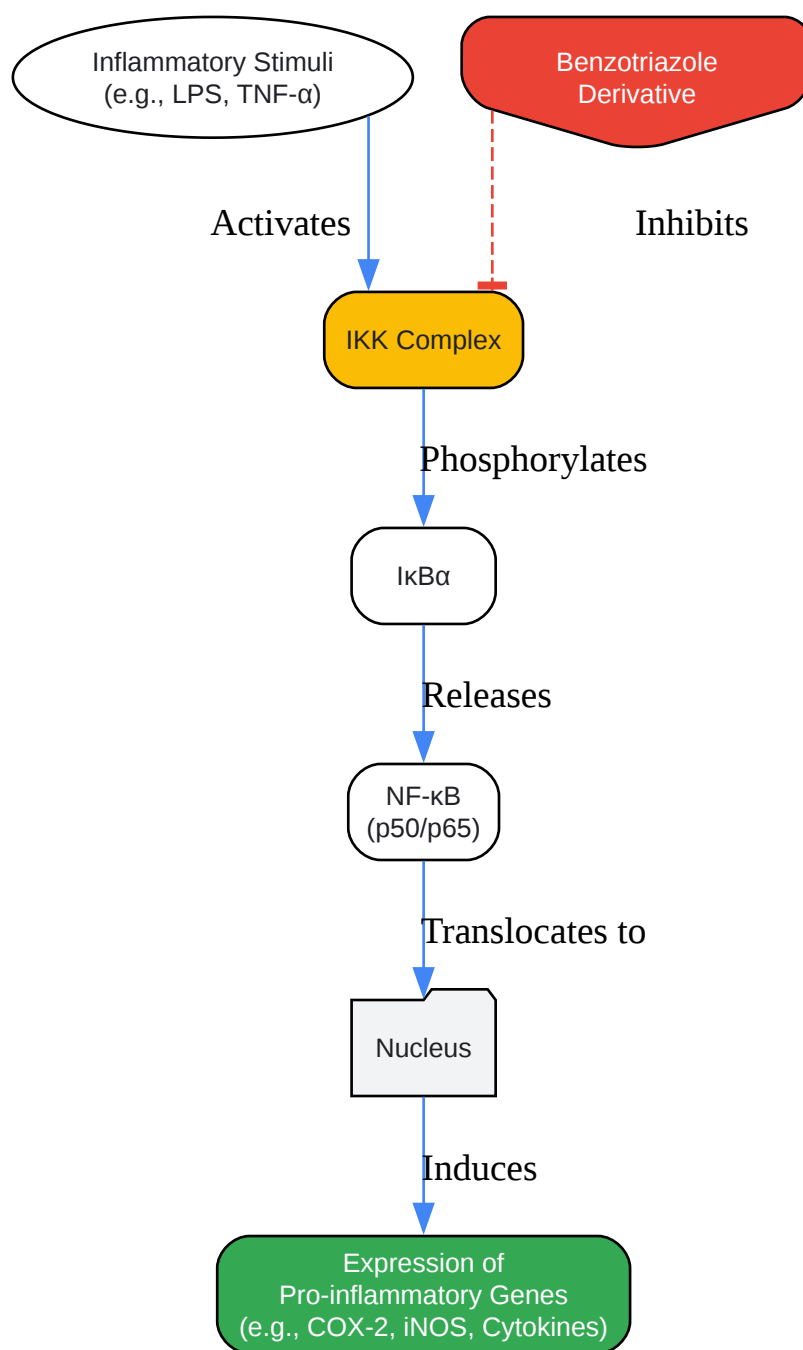 Inflammatory Stimuli
(e.g., LPS, TNF-α)
Benzotriazole
Derivative
Activates
Inhibits
IKK Complex
Phosphorylates
IκBα
Releases
NF-κB
(p50/p65)
Translocates to
Nucleus
Induces
Expression of
Pro-inflammatory Genes
(e.g., COX-2, iNOS, Cytokines)